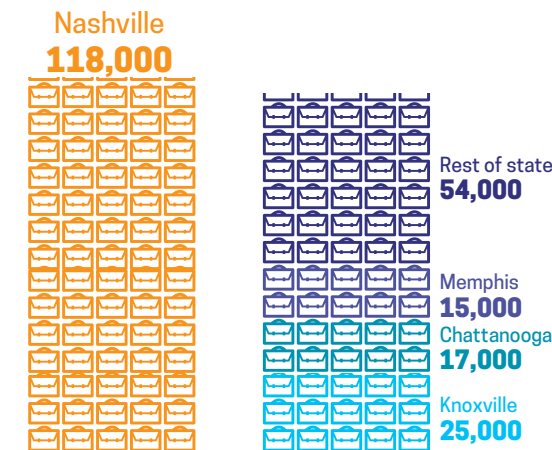 Nashville
118,000
Rest of state
54,000
Memphis
15,000
Chattanooga
17,000
Knoxville
25,000